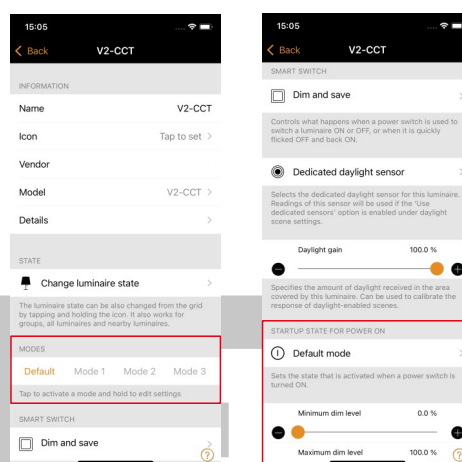 15:05
Back
V2-CCT
INFORMATION
Name V2-CCT
Icon Tap to set
Vendor
Model V2-CCT
Details
STATE
Change luminaire state
The luminaire state can be also changed from the grid
by tapping and holding the icon. It also works for
groups, all luminaires and nearby luminaires.
MODES
Default Mode 1 Mode 2 Mode 3
Tap to activate a mode and hold to edit settings
SMART SWITCH
Dim and save
?
15:05
Back
V2-CCT
SMART SWITCH
Dim and save
Controls what happens when a power switch is used to
switch a luminaire ON or OFF, or when it is quickly
flicked OFF and back ON.
Dedicated daylight sensor
Selects the dedicated daylight sensor for this luminaire.
Readings of this sensor will be used if the 'Use
dedicated sensors' option is enabled under daylight
scene settings.
Daylight gain 100.0 %
Specifies the amount of daylight received in the area
covered by this luminaire. Can be used to calibrate the
response of daylight-enabled scenes.
STARTUP STATE FOR POWER ON
Default mode
Sets the state that is activated when a power switch is
turned ON.
Minimum dim level 0.0 %
Maximum dim level 100.0 %
?